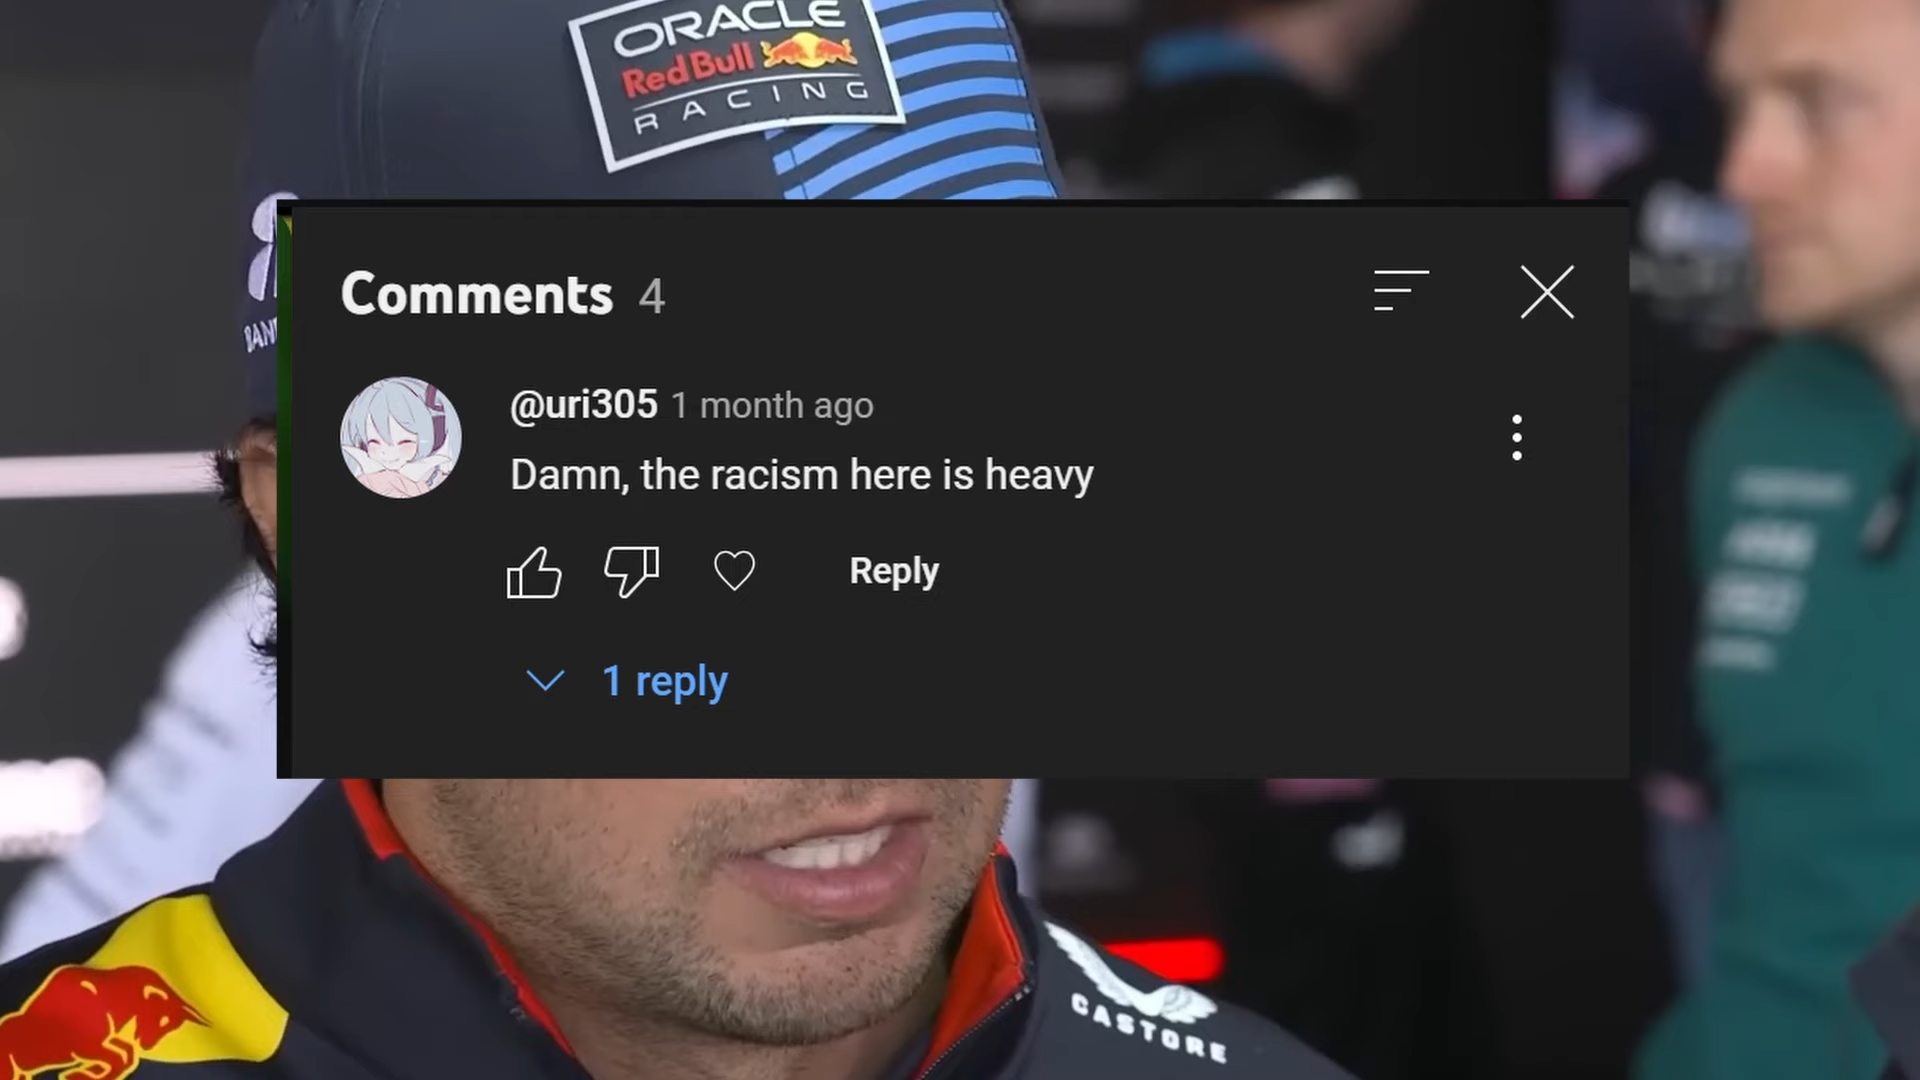 ORACLE
Red Bull
RACING
Comments 4
@uri305 1 month ago
Damn, the racism here is heavy
Reply
1 reply
BAN
CASTORE